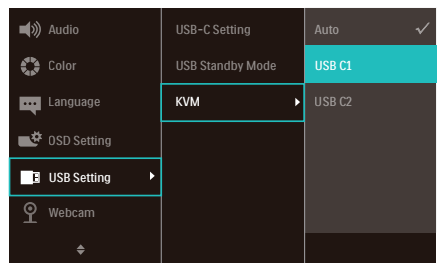 Audio
Color
Language
OSD Setting
USB Setting
Webcam
USB-C Setting
USB Standby Mode
KVM
Auto
USB C1
USB C2